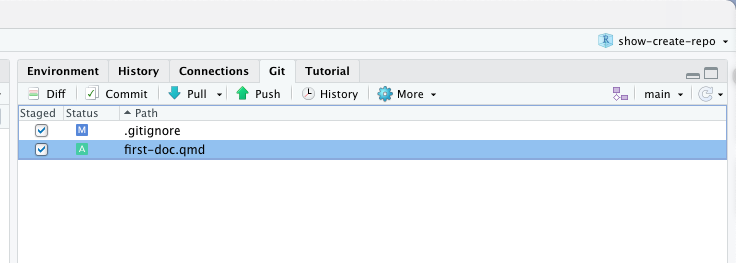 R show-create-repo
Environment History Connections Git Tutorial
Diff Commit Pull Push History More main
Staged Status Path
M .gitignore
A first-doc.qmd